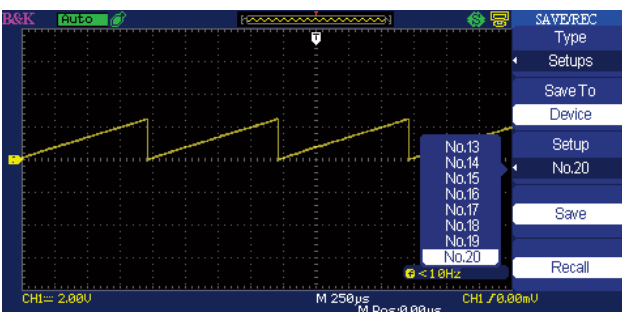 B&K Auto S SAVE/REC
T
Type
Setups
Save To
Device
Setup
No.20
Save
Recall
No.13
No.14
No.15
No.16
No.17
No.18
No.19
No.20
f <10Hz
CH1 2.00V M 250µs CH1 0.00mV
M Pos:0.00µs